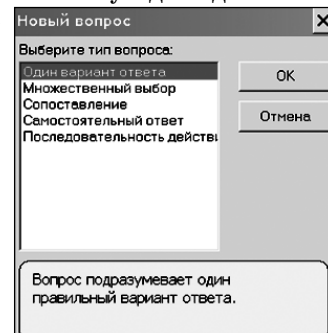 Новый вопрос
Выберите тип вопроса:
Один вариант ответа
Множественный выбор
Сопоставление
Самостоятельный ответ
Последовательность действи
OK
Отмена
Вопрос подразумевает один
правильный вариант ответа.